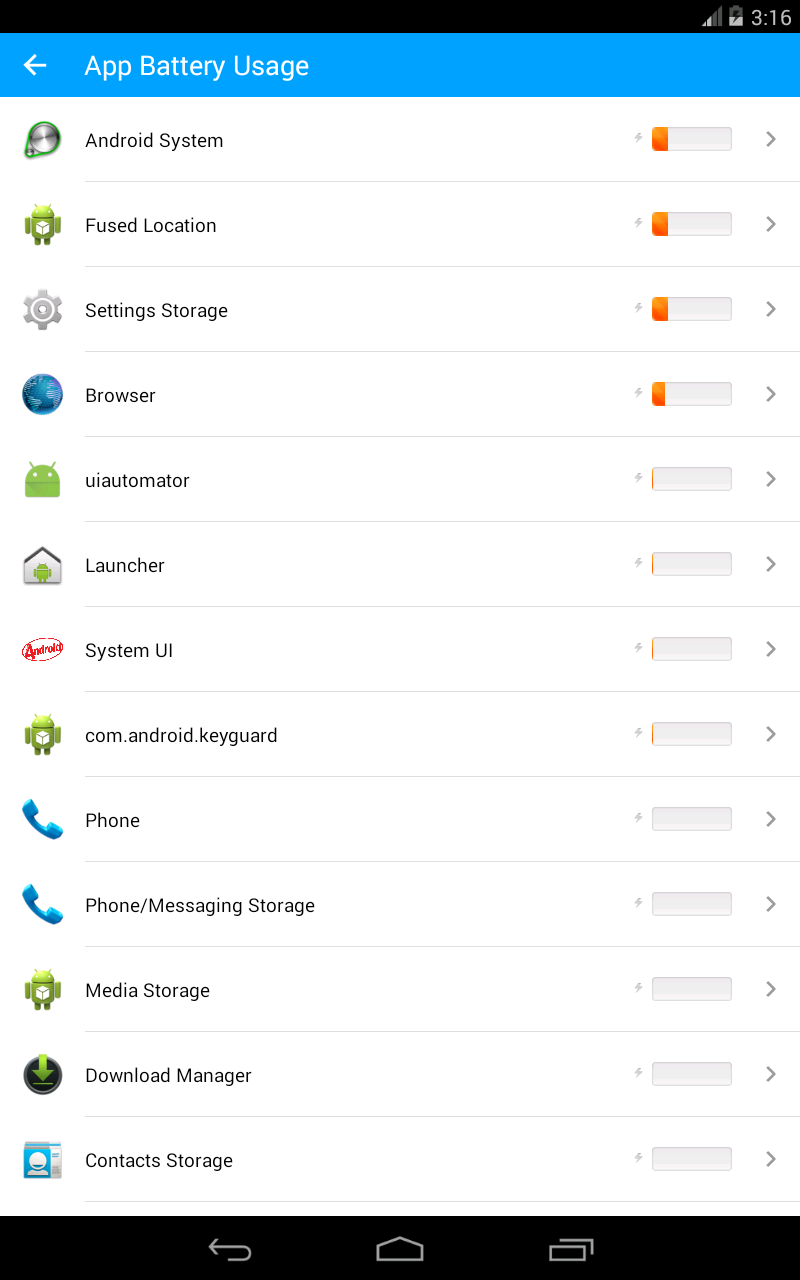 3:16
App Battery Usage
Android System
Fused Location
Settings Storage
Browser
uiautomator
Launcher
Android
System UI
com.android.keyguard
Phone
Phone/Messaging Storage
Media Storage
Download Manager
Contacts Storage